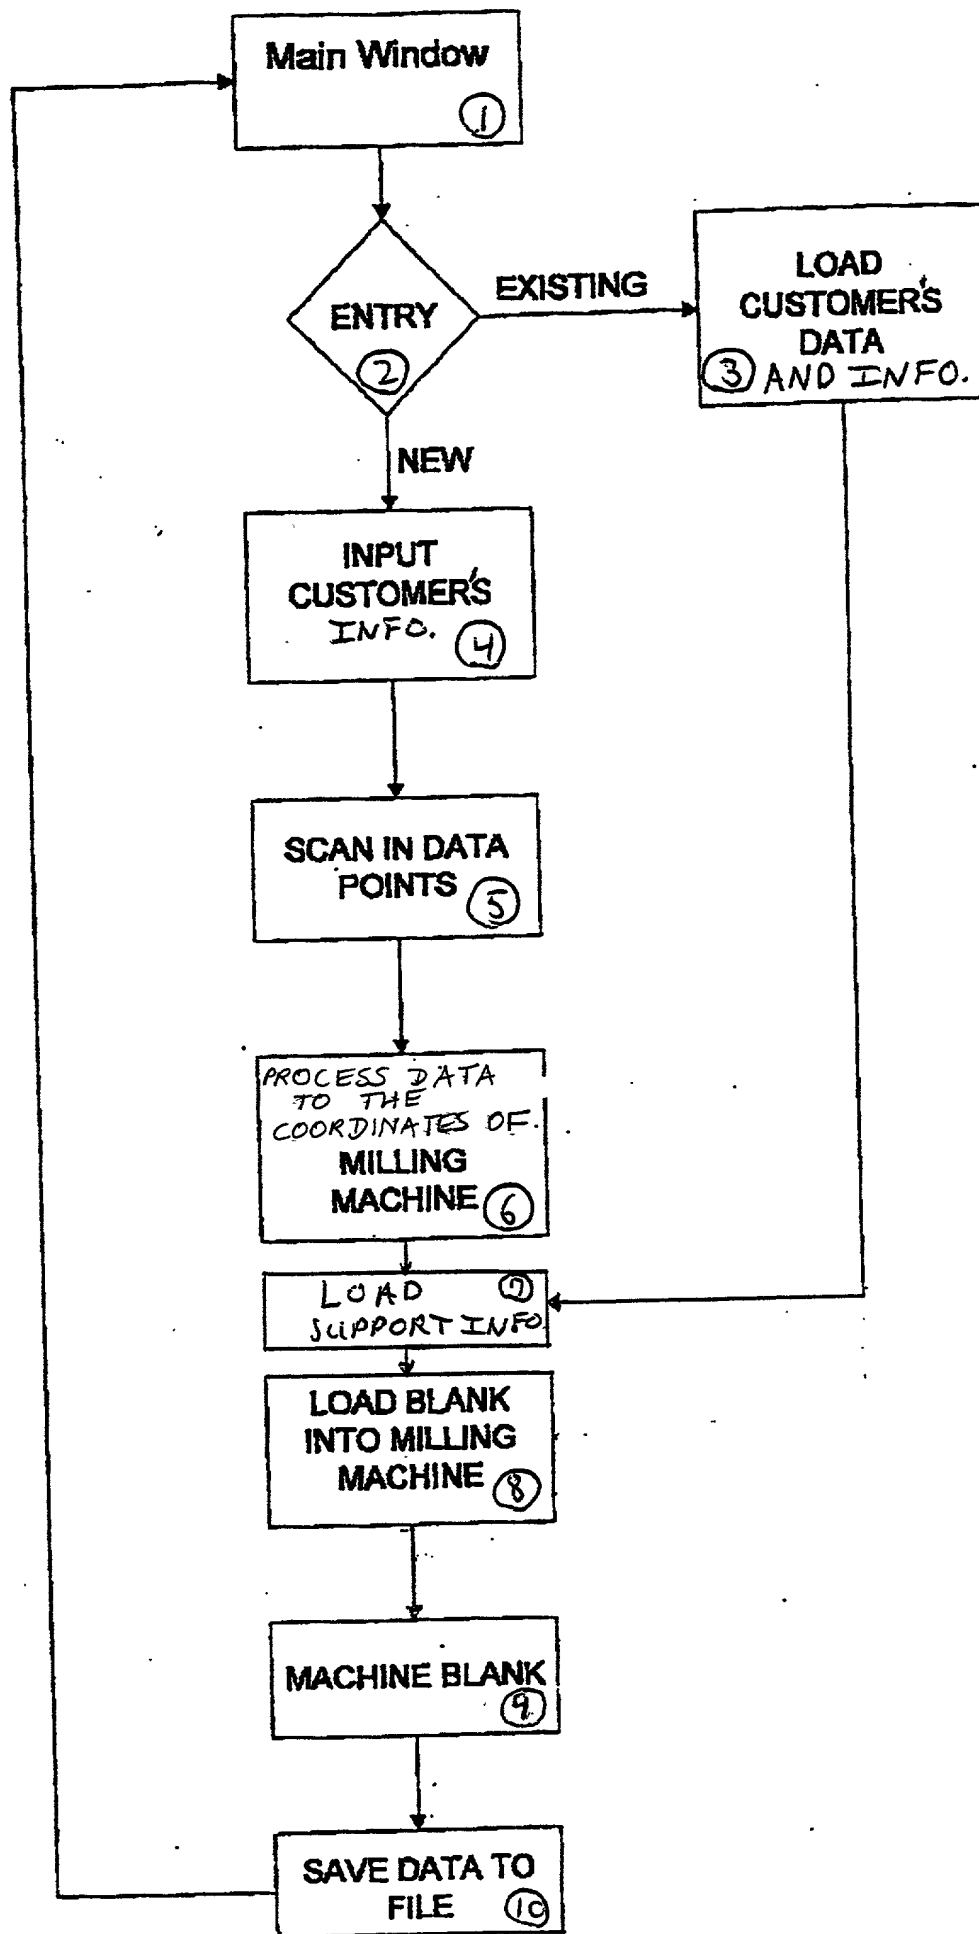 Main Window
1
ENTRY
2
EXISTING
LOAD
CUSTOMER'S
DATA
3 AND INFO.
NEW
INPUT
CUSTOMER'S
INFO.
4
SCAN IN DATA
POINTS
5
PROCESS DATA
TO THE
COORDINATES OF.
MILLING
MACHINE
6
LOAD
7
SUPPORT INFO
LOAD BLANK
INTO MILLING
MACHINE
8
MACHINE BLANK
9
SAVE DATA TO
FILE
10